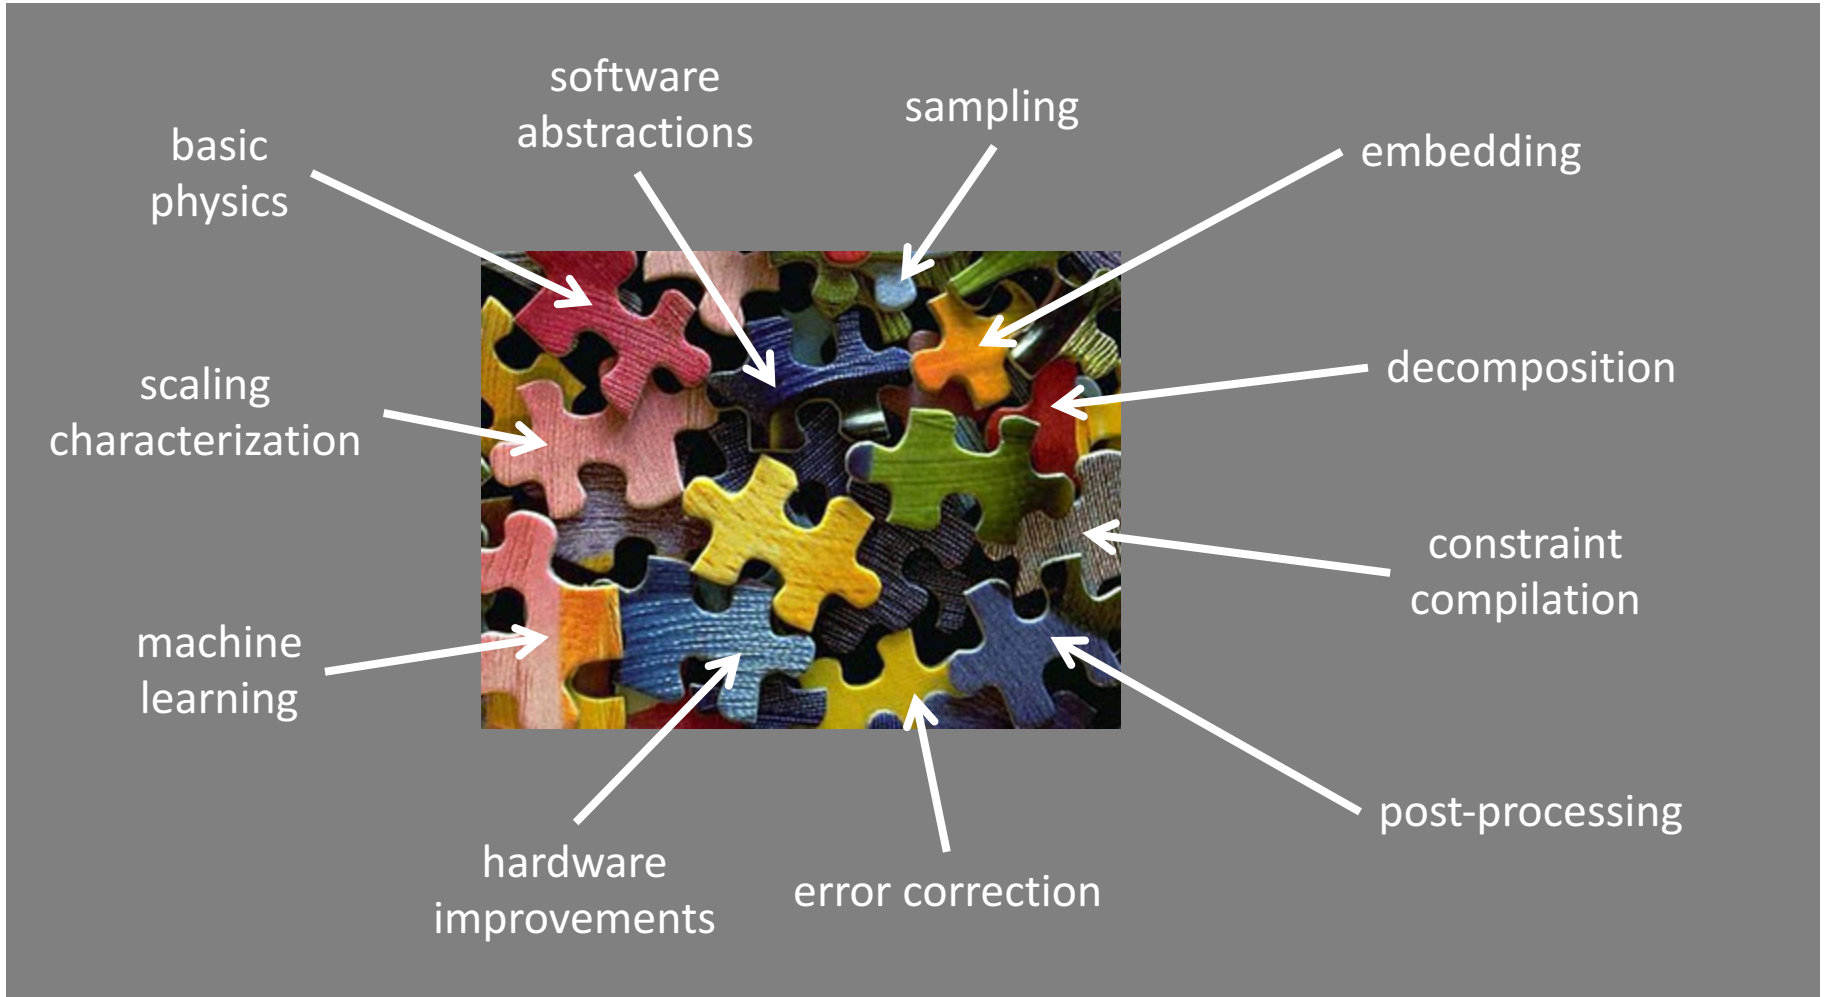 software
abstractions
sampling
basic
physics
embedding
scaling
characterization
decomposition
constraint
compilation
machine
learning
post-processing
hardware
improvements
error correction